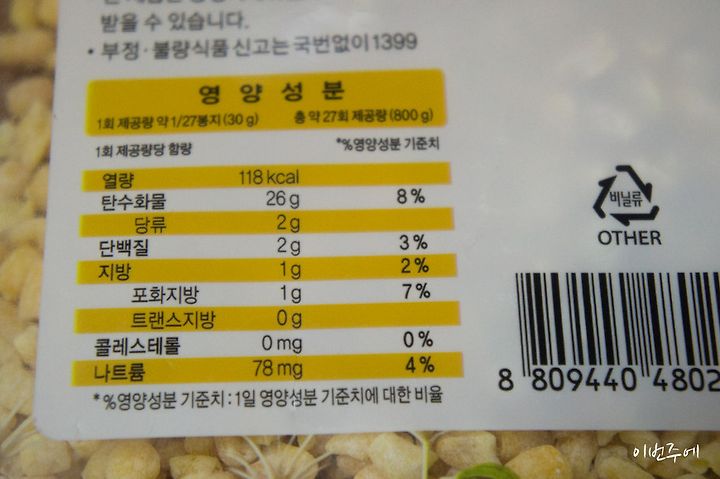 받을 수 있습니다.
• 부정·불량식품 신고는 국번없이 1399
영 양 성 분
1회 제공량 약 1/27봉지 (30 g) 총 약 27회 제공량 (800 g)
1회 제공량당 함량 *%영양성분 기준치
열량 118 kcal
탄수화물 26 g 8 %
당류 2 g
단백질 2 g 3 %
지방 1 g 2 %
포화지방 1 g 7 %
트랜스지방 0 g
콜레스테롤 0 mg 0 %
나트륨 78 mg 4 %
*%영양성분 기준치 : 1일 영양성분 기준치에 대한 비율
비닐류
OTHER
8 809440 4802
이번주에